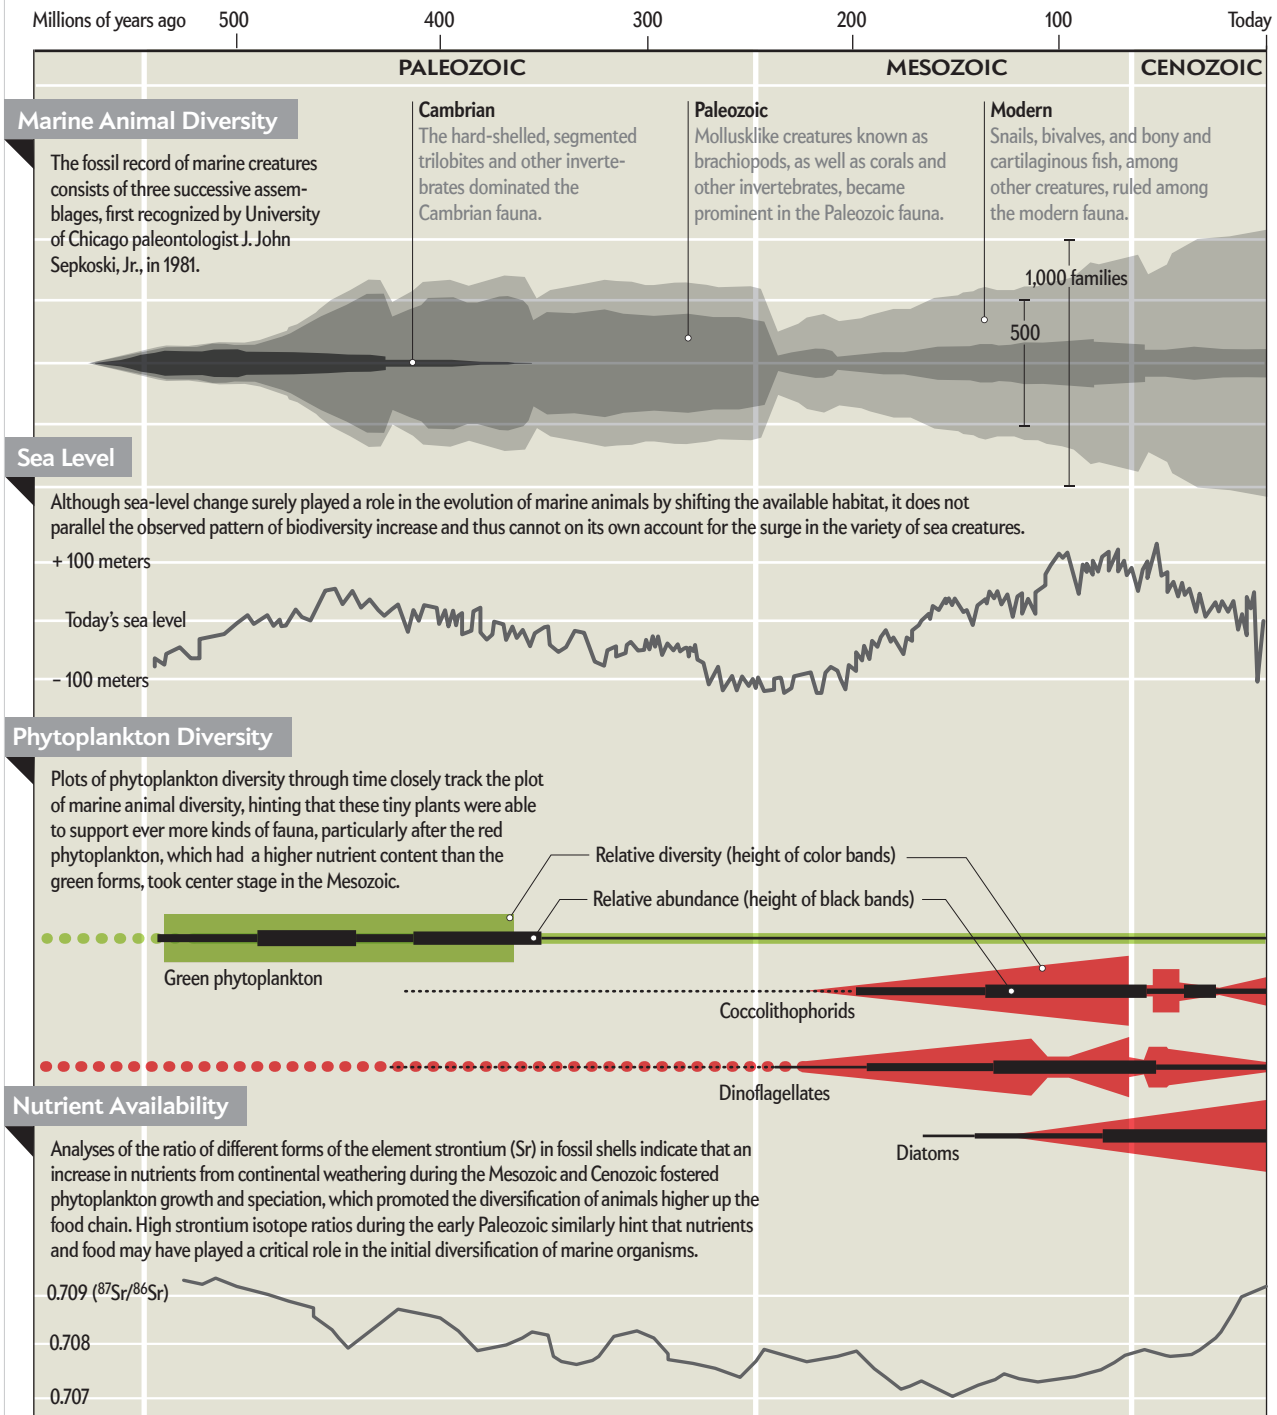 Millions of years ago 500 400 300 200 100 Today
PALEOZOIC MESOZOIC CENOZOIC
Marine Animal Diversity
The fossil record of marine creatures
consists of three successive assem-
blages, first recognized by University
of Chicago paleontologist J. John
Sepkoski, Jr., in 1981.
Cambrian
The hard-shelled, segmented
trilobites and other inverte-
brates dominated the
Cambrian fauna.
Paleozoic
Mollusklike creatures known as
brachiopods, as well as corals and
other invertebrates, became
prominent in the Paleozoic fauna.
Modern
Snails, bivalves, and bony and
cartilaginous fish, among
other creatures, ruled among
the modern fauna.
1,000 families
500
Sea Level
Although sea-level change surely played a role in the evolution of marine animals by shifting the available habitat, it does not
parallel the observed pattern of biodiversity increase and thus cannot on its own account for the surge in the variety of sea creatures.
+ 100 meters
Today's sea level
– 100 meters
Phytoplankton Diversity
Plots of phytoplankton diversity through time closely track the plot
of marine animal diversity, hinting that these tiny plants were able
to support ever more kinds of fauna, particularly after the red
phytoplankton, which had a higher nutrient content than the
green forms, took center stage in the Mesozoic.
Relative diversity (height of color bands)
Relative abundance (height of black bands)
Green phytoplankton
Coccolithophorids
Dinoflagellates
Diatoms
Nutrient Availability
Analyses of the ratio of different forms of the element strontium (Sr) in fossil shells indicate that an
increase in nutrients from continental weathering during the Mesozoic and Cenozoic fostered
phytoplankton growth and speciation, which promoted the diversification of animals higher up the
food chain. High strontium isotope ratios during the early Paleozoic similarly hint that nutrients
and food may have played a critical role in the initial diversification of marine organisms.
0.709 (⁸⁷Sr/⁸⁶Sr)
0.708
0.707